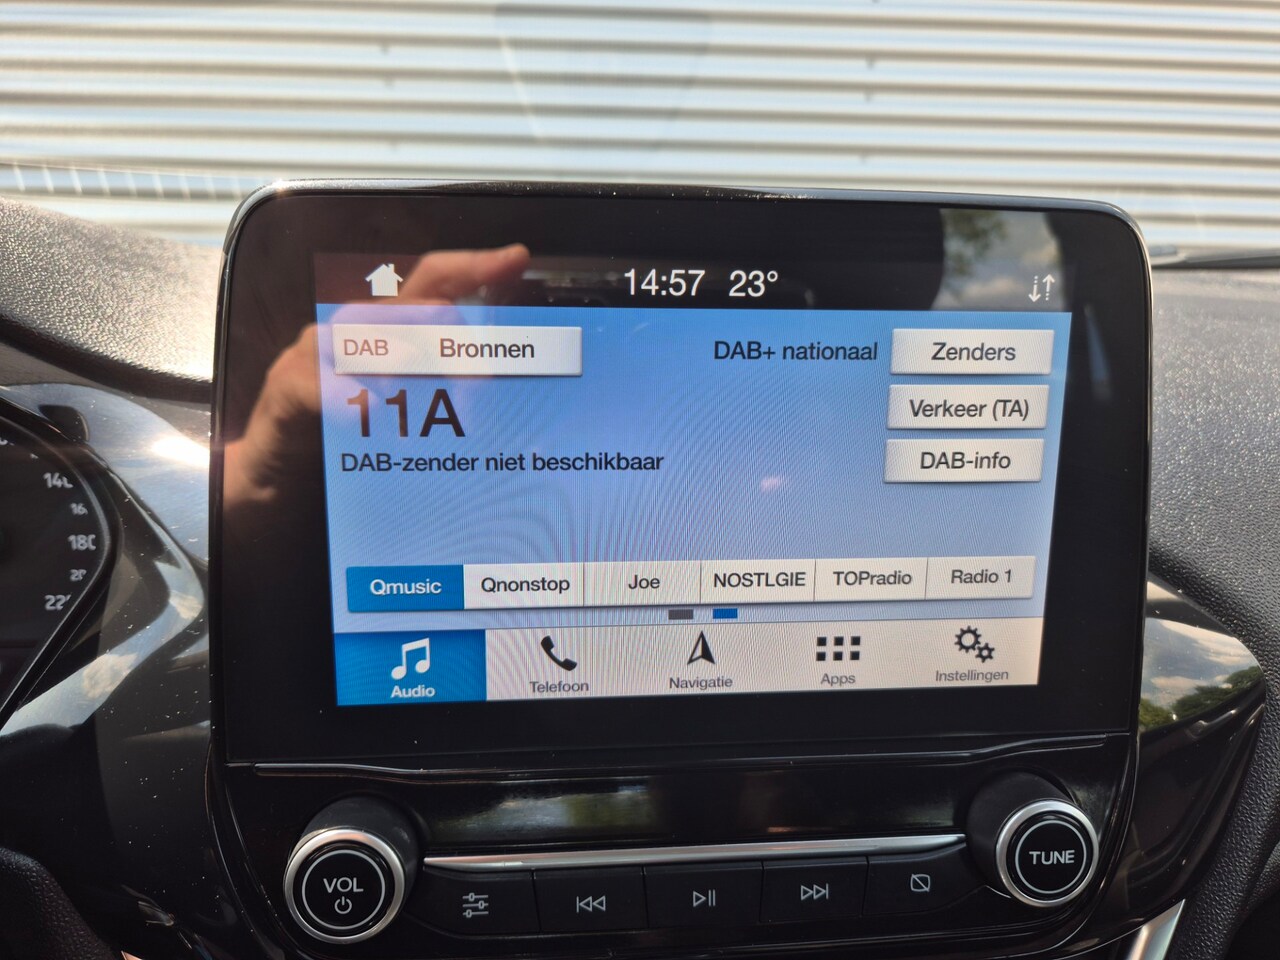 14:57 23°
DAB Bronnen
DAB+ nationaal
Zenders
11A
Verkeer (TA)
DAB-zender niet beschikbaar
DAB-info
Qmusic Qnonstop Joe NOSTLGIE TOPradio Radio 1
Audio Telefoon Navigatie Apps Instellingen
VOL
TUNE
180